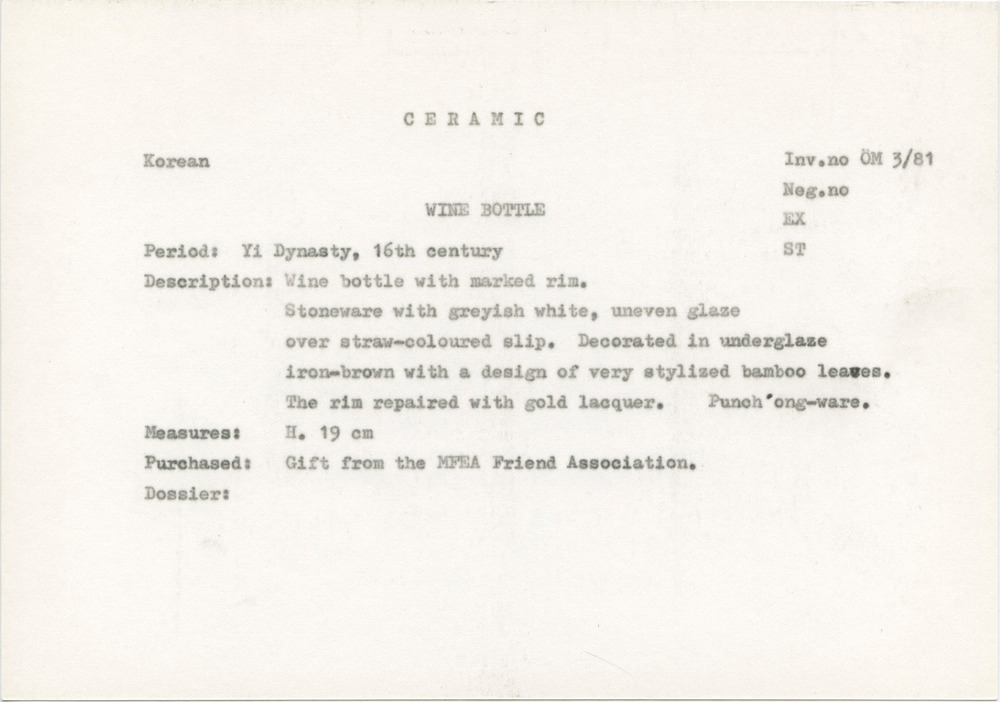 C E R A M I C
Korean
Inv.no ÖM 3/81
Neg.no
WINE BOTTLE
EX
Period: Yi Dynasty, 16th century
ST
Description: Wine bottle with marked rim.
Stoneware with greyish white, uneven glaze
over straw-coloured slip. Decorated in underglaze
iron-brown with a design of very stylized bamboo leaves.
The rim repaired with gold lacquer. Punch'ong-ware.
Measures: H. 19 cm
Purchased: Gift from the MFEA Friend Association.
Dossier: